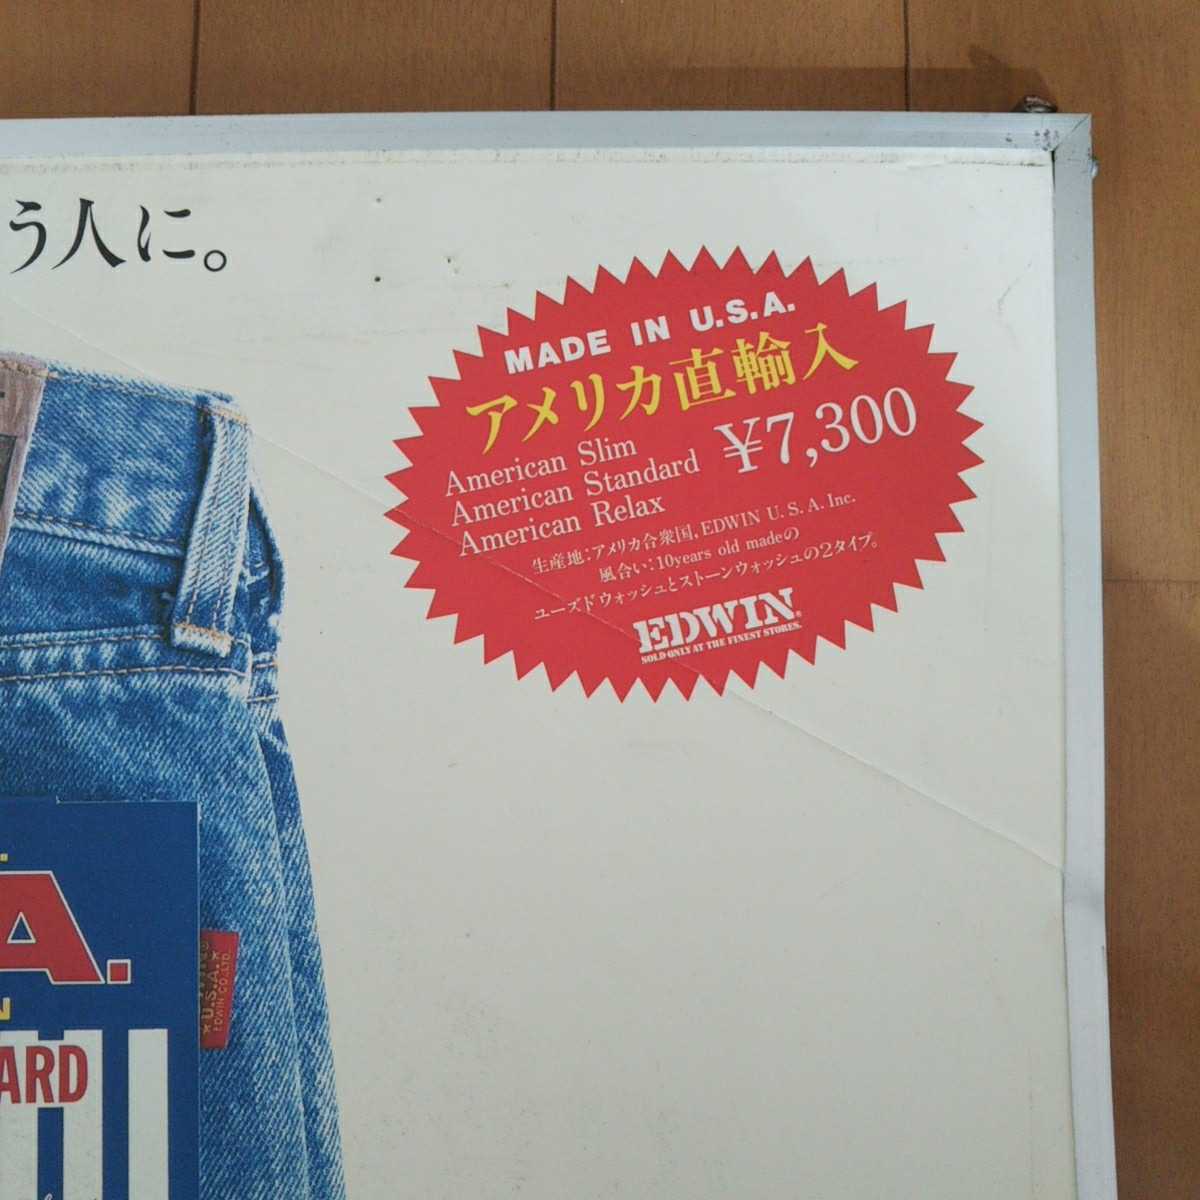 う人に。
MADE IN U.S.A.
アメリカ直輸入
American Slim
American Standard
American Relax
¥7,300
生産地:アメリカ合衆国, EDWIN U.S.A. Inc.
風合い:10years old madeの
ユーズドウォッシュとストーンウォッシュの2タイプ。
EDWIN®
SOLD ONLY AT THE FINEST STORES.
A.
N
ARD
★U.S.A.★
EDWIN CO.,LTD.